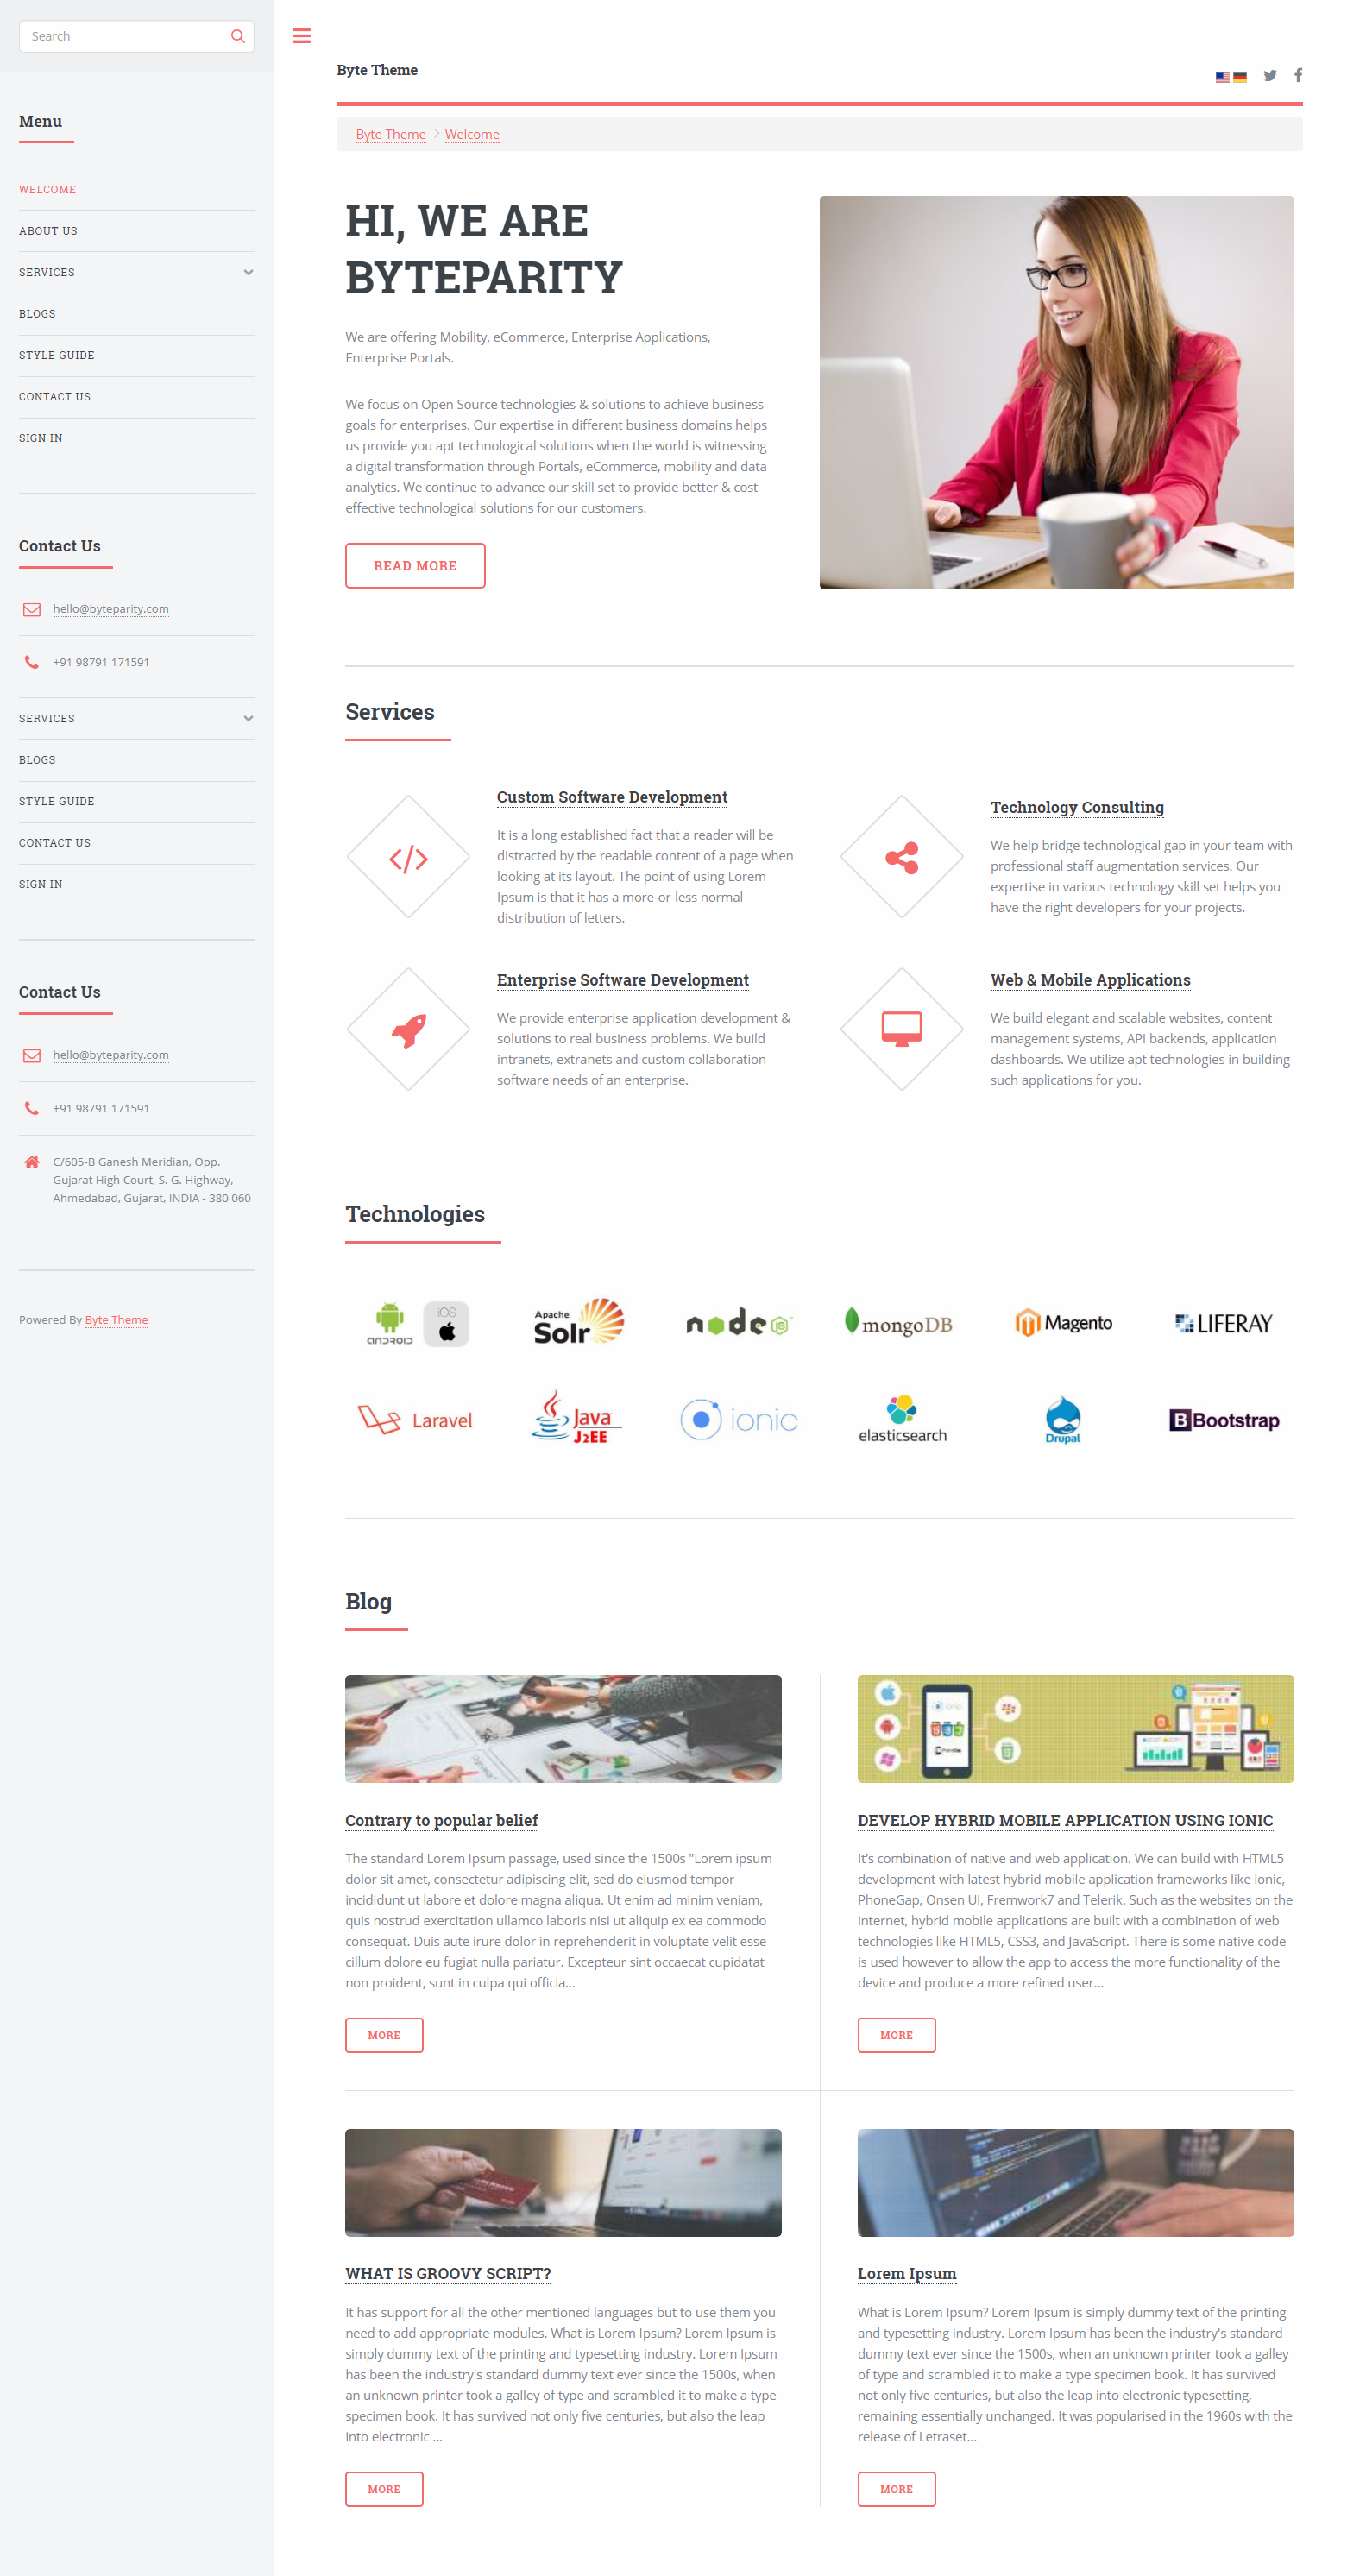 Search
Menu
WELCOME
ABOUT US
SERVICES
BLOGS
STYLE GUIDE
CONTACT US
SIGN IN
Contact Us
hello@byteparity.com
+91 98791 171591
SERVICES
BLOGS
STYLE GUIDE
CONTACT US
SIGN IN
Contact Us
hello@byteparity.com
+91 98791 171591
C/605-B Ganesh Meridian, Opp.
Gujarat High Court, S. G. Highway,
Ahmedabad, Gujarat, INDIA - 380 060
Powered By Byte Theme
Byte Theme
Byte Theme > Welcome
HI, WE ARE
BYTEPARITY
We are offering Mobility, eCommerce, Enterprise Applications,
Enterprise Portals.
We focus on Open Source technologies & solutions to achieve business
goals for enterprises. Our expertise in different business domains helps
us provide you apt technological solutions when the world is witnessing
a digital transformation through Portals, eCommerce, mobility and data
analytics. We continue to advance our skill set to provide better & cost
effective technological solutions for our customers.
READ MORE
Services
Custom Software Development
It is a long established fact that a reader will be
distracted by the readable content of a page when
looking at its layout. The point of using Lorem
Ipsum is that it has a more-or-less normal
distribution of letters.
Technology Consulting
We help bridge technological gap in your team with
professional staff augmentation services. Our
expertise in various technology skill set helps you
have the right developers for your projects.
Enterprise Software Development
We provide enterprise application development &
solutions to real business problems. We build
intranets, extranets and custom collaboration
software needs of an enterprise.
Web & Mobile Applications
We build elegant and scalable websites, content
management systems, API backends, application
dashboards. We utilize apt technologies in building
such applications for you.
Technologies
android
iOS
Apache
Solr
node JS
mongoDB
Magento
LIFERAY
Laravel
Java
J2EE
ionic
elasticsearch
Drupal
B Bootstrap
Blog
Contrary to popular belief
The standard Lorem Ipsum passage, used since the 1500s "Lorem ipsum
dolor sit amet, consectetur adipiscing elit, sed do eiusmod tempor
incididunt ut labore et dolore magna aliqua. Ut enim ad minim veniam,
quis nostrud exercitation ullamco laboris nisi ut aliquip ex ea commodo
consequat. Duis aute irure dolor in reprehenderit in voluptate velit esse
cillum dolore eu fugiat nulla pariatur. Excepteur sint occaecat cupidatat
non proident, sunt in culpa qui officia...
MORE
ionic
DEVELOP HYBRID MOBILE APPLICATION USING IONIC
It's combination of native and web application. We can build with HTML5
development with latest hybrid mobile application frameworks like ionic,
PhoneGap, Onsen UI, Fremwork7 and Telerik. Such as the websites on the
internet, hybrid mobile applications are built with a combination of web
technologies like HTML5, CSS3, and JavaScript. There is some native code
is used however to allow the app to access the more functionality of the
device and produce a more refined user...
MORE
WHAT IS GROOVY SCRIPT?
It has support for all the other mentioned languages but to use them you
need to add appropriate modules. What is Lorem Ipsum? Lorem Ipsum is
simply dummy text of the printing and typesetting industry. Lorem Ipsum
has been the industry's standard dummy text ever since the 1500s, when
an unknown printer took a galley of type and scrambled it to make a type
specimen book. It has survived not only five centuries, but also the leap
into electronic ...
MORE
Lorem Ipsum
What is Lorem Ipsum? Lorem Ipsum is simply dummy text of the printing
and typesetting industry. Lorem Ipsum has been the industry's standard
dummy text ever since the 1500s, when an unknown printer took a galley
of type and scrambled it to make a type specimen book. It has survived
not only five centuries, but also the leap into electronic typesetting,
remaining essentially unchanged. It was popularised in the 1960s with the
release of Letraset...
MORE